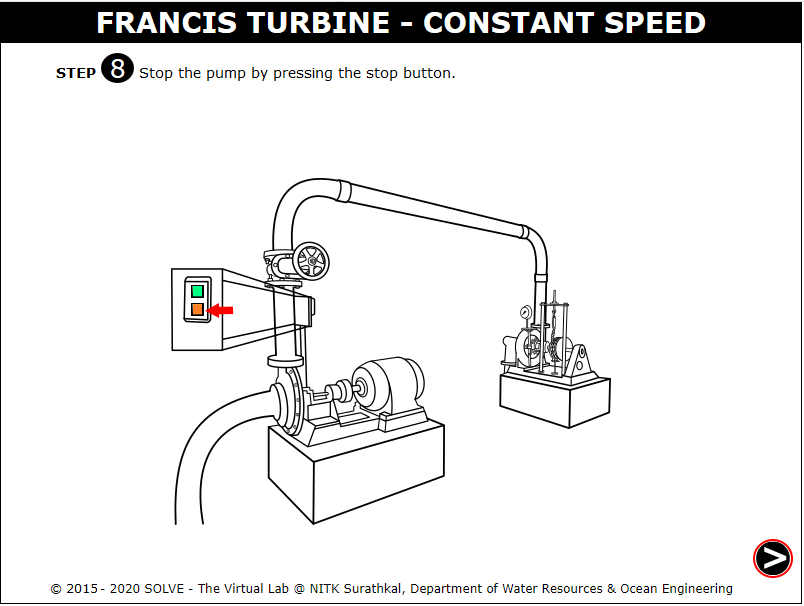 FRANCIS TURBINE - CONSTANT SPEED
STEP 8 Stop the pump by pressing the stop button.
© 2015 - 2020 SOLVE - The Virtual Lab @ NITK Surathkal, Department of Water Resources & Ocean Engineering